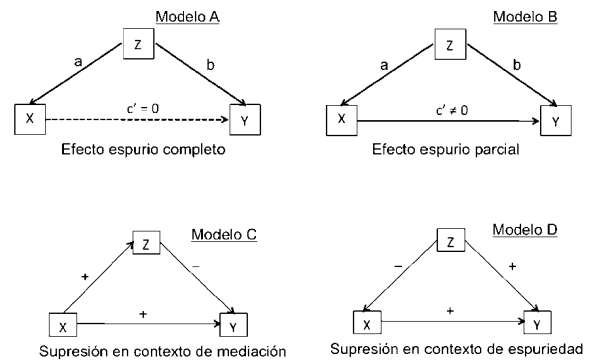 Modelo A
Z
a
b
X
c' = 0
Y
Efecto espurio completo
Modelo B
Z
a
b
X
c' ≠ 0
Y
Efecto espurio parcial
Modelo C
Z
+
–
X
+
Y
Supresión en contexto de mediación
Modelo D
Z
–
+
X
+
Y
Supresión en contexto de espuriedad